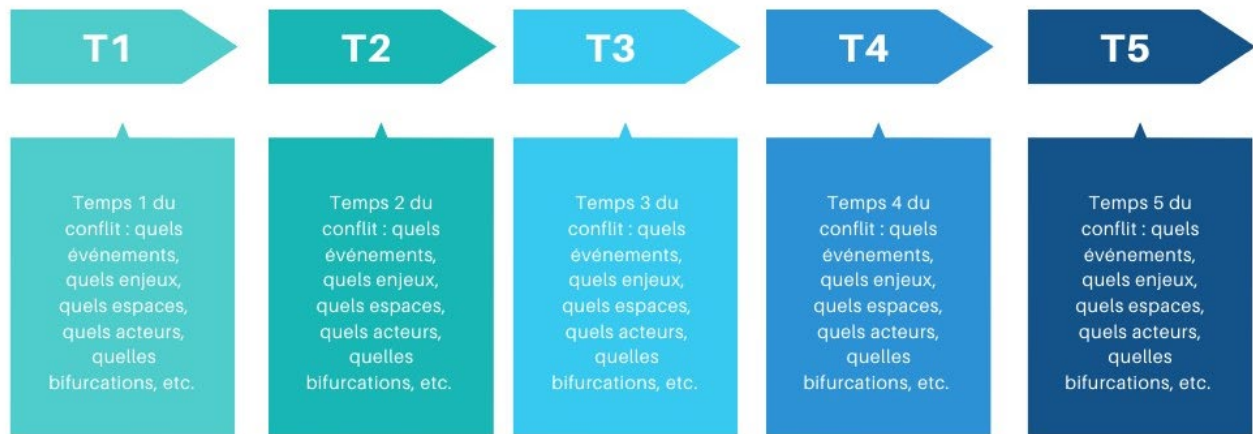 T1
T2
T3
T4
T5
Temps 1 du
conflit : quels
événements,
quels enjeux,
quels espaces,
quels acteurs,
quelles
bifurcations, etc.
Temps 2 du
conflit : quels
événements,
quels enjeux,
quels espaces,
quels acteurs,
quelles
bifurcations, etc.
Temps 3 du
conflit : quels
événements,
quels enjeux,
quels espaces,
quels acteurs,
quelles
bifurcations, etc.
Temps 4 du
conflit : quels
événements,
quels enjeux,
quels espaces,
quels acteurs,
quelles
bifurcations, etc.
Temps 5 du
conflit : quels
événements,
quels enjeux,
quels espaces,
quels acteurs,
quelles
bifurcations, etc.